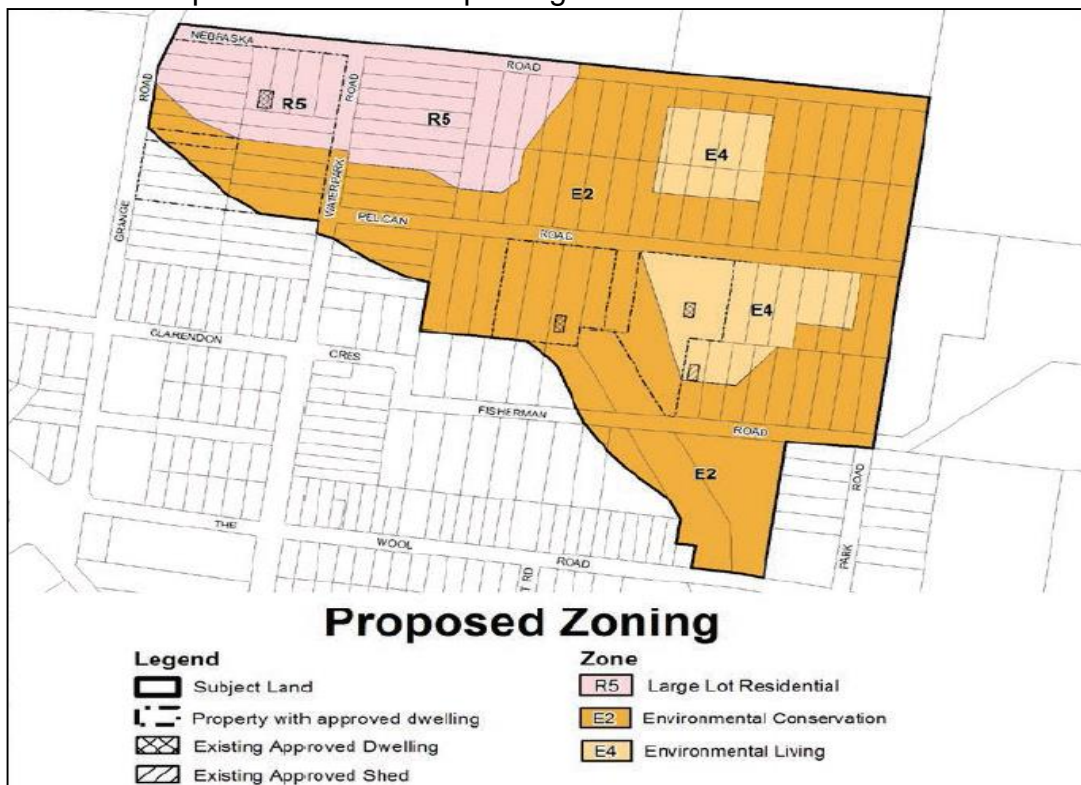 NEBRASKA
ROAD
ROAD
R5
ROAD
R5
E4
E2
WATERPARK
PELICAN
ROAD
GRANGE
E4
CLARENDON
CRES
FISHERMAN
ROAD
E2
THE
WOOL
ROAD
T RD
PARK
ROAD
Proposed Zoning
Legend
Subject Land
Property with approved dwelling
Existing Approved Dwelling
Existing Approved Shed
Zone
R5 Large Lot Residential
E2 Environmental Conservation
E4 Environmental Living